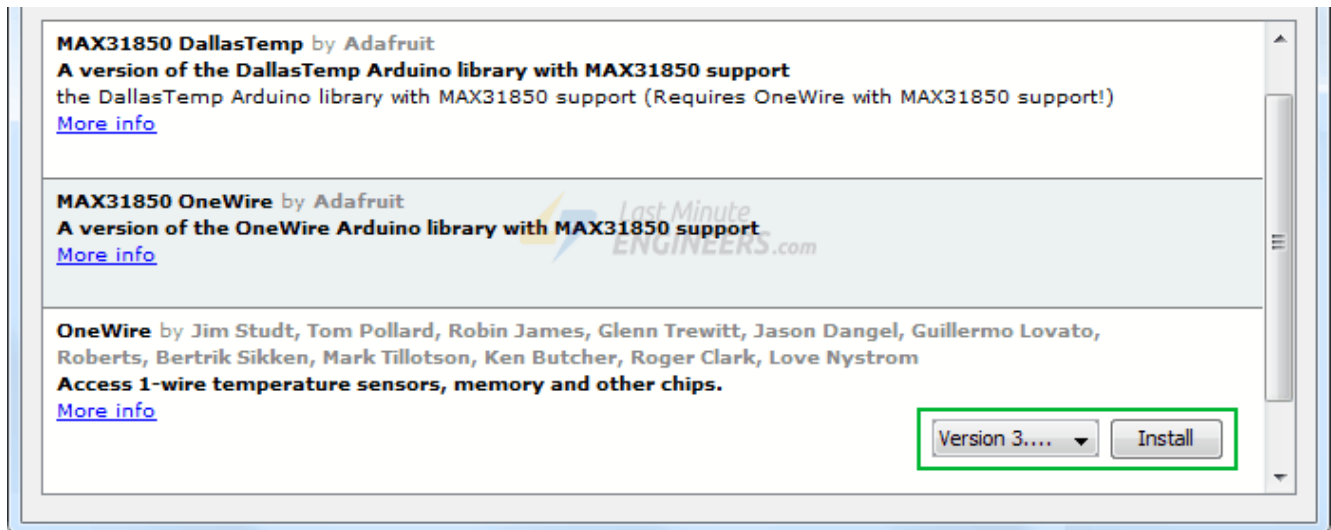 MAX31850 DallasTemp by Adafruit
A version of the DallasTemp Arduino library with MAX31850 support
the DallasTemp Arduino library with MAX31850 support (Requires OneWire with MAX31850 support!)
More info
MAX31850 OneWire by Adafruit
Last Minute
A version of the OneWire Arduino library with MAX31850 support
ENGINEERS.com
More info
OneWire by Jim Studt, Tom Pollard, Robin James, Glenn Trewitt, Jason Dangel, Guillermo Lovato,
Roberts, Bertrik Sikken, Mark Tillotson, Ken Butcher, Roger Clark, Love Nystrom
Access 1-wire temperature sensors, memory and other chips.
More info
Version 3.... Install